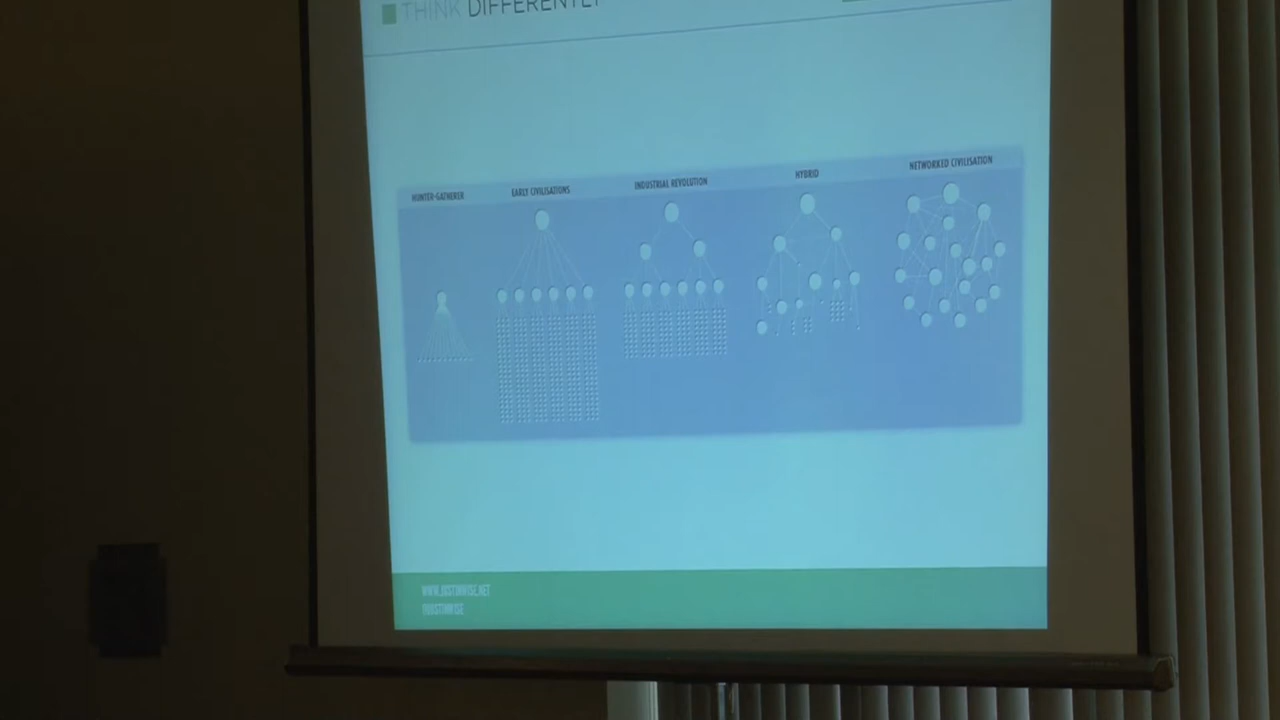 THINK DIFFERENTLY
HUNTER-GATHERER
EARLY CIVILISATIONS
INDUSTRIAL REVOLUTION
HYBRID
NETWORKED CIVILISATION
WWW.JUSTINWISE.NET
@JUSTINWISE